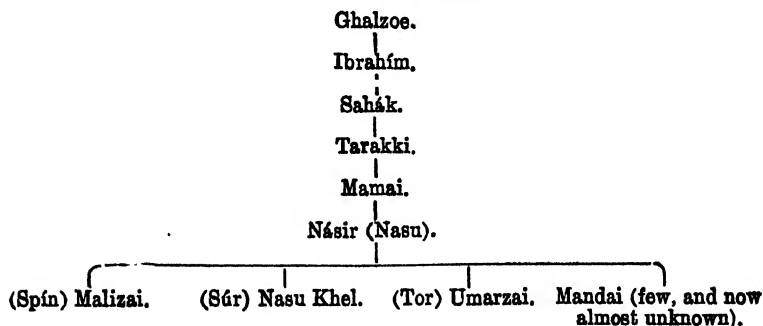 Ghalzoe.
Ibrahím.
Sahák.
Tarakki.
Mamai.
Násir (Nasu).
(Spín) Malizai. (Súr) Nasu Khel. (Tor) Umarzai. Mandai (few, and now
almost unknown).